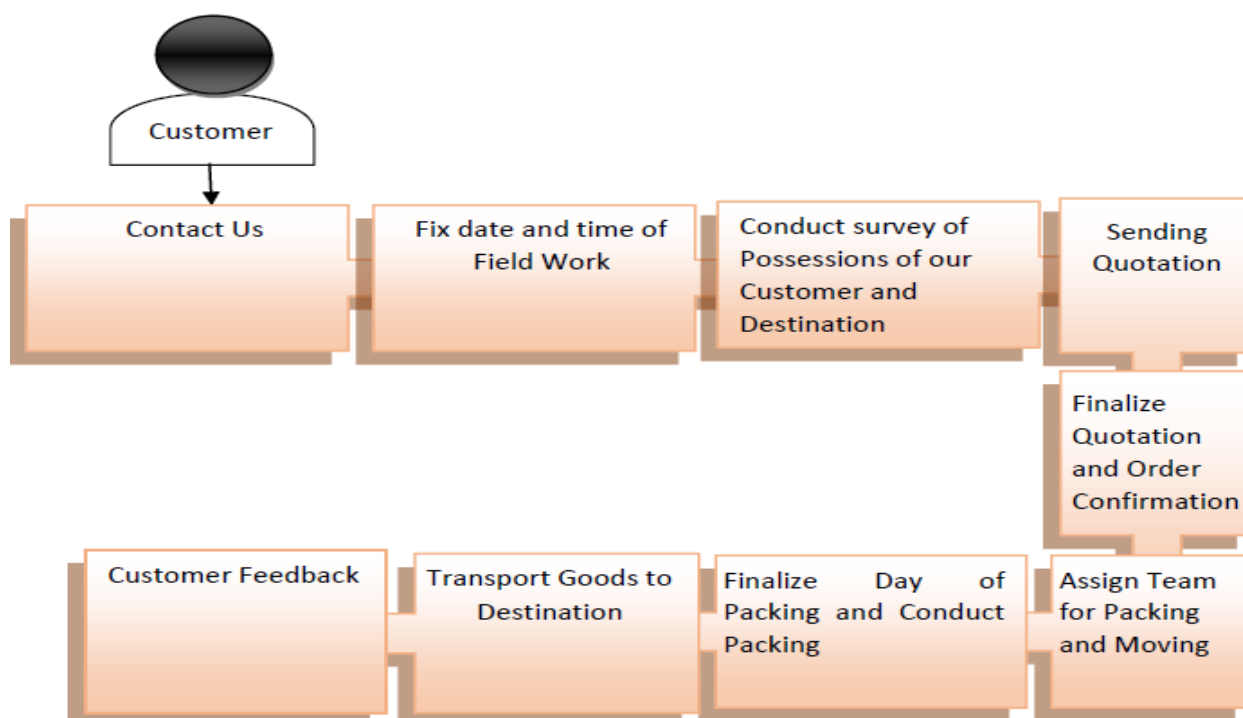 Customer
Contact Us
Fix date and time of
Field Work
Conduct survey of
Possessions of our
Customer and
Destination
Sending
Quotation
Finalize
Quotation
and Order
Confirmation
Assign Team
for Packing
and Moving
Finalize Day of
Packing and Conduct
Packing
Transport Goods to
Destination
Customer Feedback